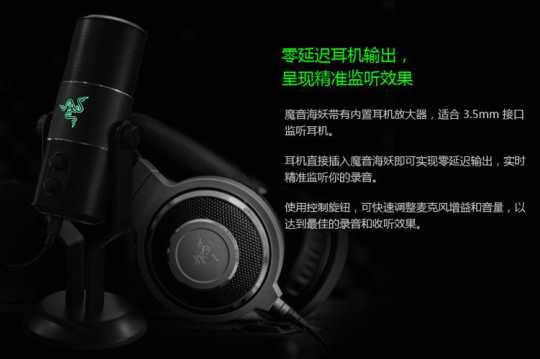 零延迟耳机输出，
呈现精准监听效果
魔音海妖带有内置耳机放大器，适合 3.5mm 接口
监听耳机。
耳机直接插入魔音海妖即可实现零延迟输出，实时
精准监听你的录音。
使用控制旋钮，可快速调整麦克风增益和音量，以
达到最佳的录音和收听效果。